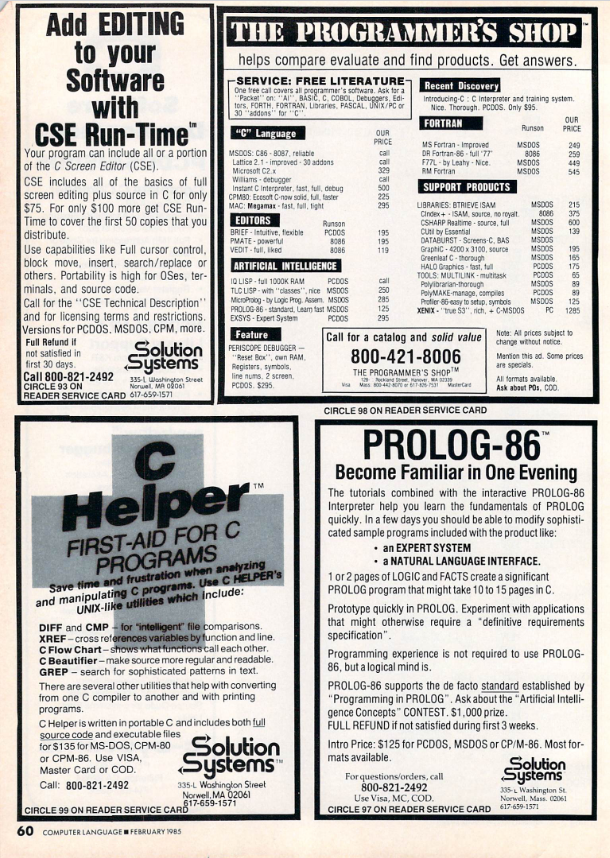 Add EDITING
to your
Software
with
CSE Run-Time™
Your program can include all or a portion
of the C Screen Editor (CSE).
CSE includes all of the basics of full
screen editing plus source in C for only
$75. For only $100 more get CSE Run-
Time to cover the first 50 copies that you
distribute.
Use capabilities like Full cursor control,
block move, insert, search/replace or
others. Portability is high for OSes, ter-
minals, and source code.
Call for the "CSE Technical Description"
and for licensing terms and restrictions.
Versions for PCDOS, MSDOS, CPM, more.
Full Refund if
not satisfied in
first 30 days.
Call 800-821-2492
CIRCLE 93 ON
READER SERVICE CARD
Solution
Systems™
335-L Washington Street
Norwell, MA 02061
617-659-1571
THE PROGRAMMER'S SHOP™
helps compare evaluate and find products. Get answers.
SERVICE: FREE LITERATURE
One free call covers all programmer's software. Ask for a
"Packet" on: "AI", BASIC, C, COBOL, Debuggers, Edi-
tors, FORTH, FORTRAN, Libraries, PASCAL, UNIX/PC or
30 "addons" for "C".
"C" Language OUR PRICE
MSDOS: C86 - 8087, reliable call
Lattice 2.1 - improved - 30 addons call
Microsoft C2.x 329
Williams - debugger call
Instant C Interpreter, fast, full, debug 500
CPM80: Ecosoft C-now solid, full, faster 225
MAC: Megamax - fast, full, tight 295
EDITORS Runson
BRIEF - Intuitive, flexible PCDOS 195
PMATE - powerful 8086 195
VEDIT - full, liked 8086 119
ARTIFICIAL INTELLIGENCE
IQ LISP - full 1000K RAM PCDOS call
TLC LISP - with "classes", nice MSDOS 250
MicroProlog - by Logic Prog. Assem. MSDOS 285
PROLOG-86 - standard, Learn fast MSDOS 125
EXSYS - Expert System PCDOS 295
Feature
PERISCOPE DEBUGGER —
"Reset Box", own RAM,
Registers, symbols,
line nums, 2 screen,
PCDOS. $295.
Recent Discovery
Introducing-C : C Interpreter and training system.
Nice. Thorough. PCDOS. Only $95.
FORTRAN Runson OUR PRICE
MS Fortran - Improved MSDOS 249
DR Fortran-86 - full '77' 8086 259
F77L - by Leahy - Nice. MSDOS 449
RM Fortran MSDOS 545
SUPPORT PRODUCTS
LIBRARIES: BTRIEVE ISAM MSDOS 215
CIndex + - ISAM, source, no royalt. 8086 375
CSHARP Realtime - source, full MSDOS 600
CUtil by Essential MSDOS 139
DATABURST - Screens-C, BAS MSDOS
GraphiC - 4200 x 3100, source MSDOS 195
Greenleaf C - thorough MSDOS 165
HALO Graphics - fast, full PCDOS 175
TOOLS: MULTILINK - multitask PCDOS 65
Polylibrarian-thorough MSDOS 89
PolyMAKE-manage, compiles PCDOS 89
Profiler-86-easy to setup, symbols MSDOS 125
XENIX - "true S3", rich, + C-MSDOS PC 1285
Call for a catalog and solid value
800-421-8006
THE PROGRAMMER'S SHOP™
128 Rockland Street, Hanover, MA 02339
Visa Mass: 800-442-8070 or 617-826-7531 MasterCard
Note: All prices subject to
change without notice.
Mention this ad. Some prices
are specials.
All formats available.
Ask about POs, COD.
CIRCLE 98 ON READER SERVICE CARD
C
Helper™
FIRST-AID FOR C
PROGRAMS
Save time and frustration when analyzing
and manipulating C programs. Use C HELPER's
UNIX-like utilities which include:
DIFF and CMP – for "intelligent" file comparisons.
XREF – cross references variables by function and line.
C Flow Chart – shows what functions call each other.
C Beautifier – make source more regular and readable.
GREP – search for sophisticated patterns in text.
There are several other utilities that help with converting
from one C compiler to another and with printing
programs.
C Helper is written in portable C and includes both full
source code and executable files
for $135 for MS-DOS, CPM-80
or CPM-86. Use VISA,
Master Card or COD.
Call: 800-821-2492
Solution
Systems™
335-L Washington Street
Norwell, MA 02061
617-659-1571
CIRCLE 99 ON READER SERVICE CARD
PROLOG-86™
Become Familiar in One Evening
The tutorials combined with the interactive PROLOG-86
Interpreter help you learn the fundamentals of PROLOG
quickly. In a few days you should be able to modify sophisti-
cated sample programs included with the product like:
• an EXPERT SYSTEM
• a NATURAL LANGUAGE INTERFACE.
1 or 2 pages of LOGIC and FACTS create a significant
PROLOG program that might take 10 to 15 pages in C.
Prototype quickly in PROLOG. Experiment with applications
that might otherwise require a "definitive requirements
specification".
Programming experience is not required to use PROLOG-
86, but a logical mind is.
PROLOG-86 supports the de facto standard established by
"Programming in PROLOG". Ask about the "Artificial Intelli-
gence Concepts" CONTEST. $1,000 prize.
FULL REFUND if not satisfied during first 3 weeks.
Intro Price: $125 for PCDOS, MSDOS or CP/M-86. Most for-
mats available.
For questions/orders, call
800-821-2492
Use Visa, MC, COD.
CIRCLE 97 ON READER SERVICE CARD
Solution
Systems™
335-L Washington St.
Norwell, Mass. 02061
617-659-1571
60 COMPUTER LANGUAGE ■ FEBRUARY 1985